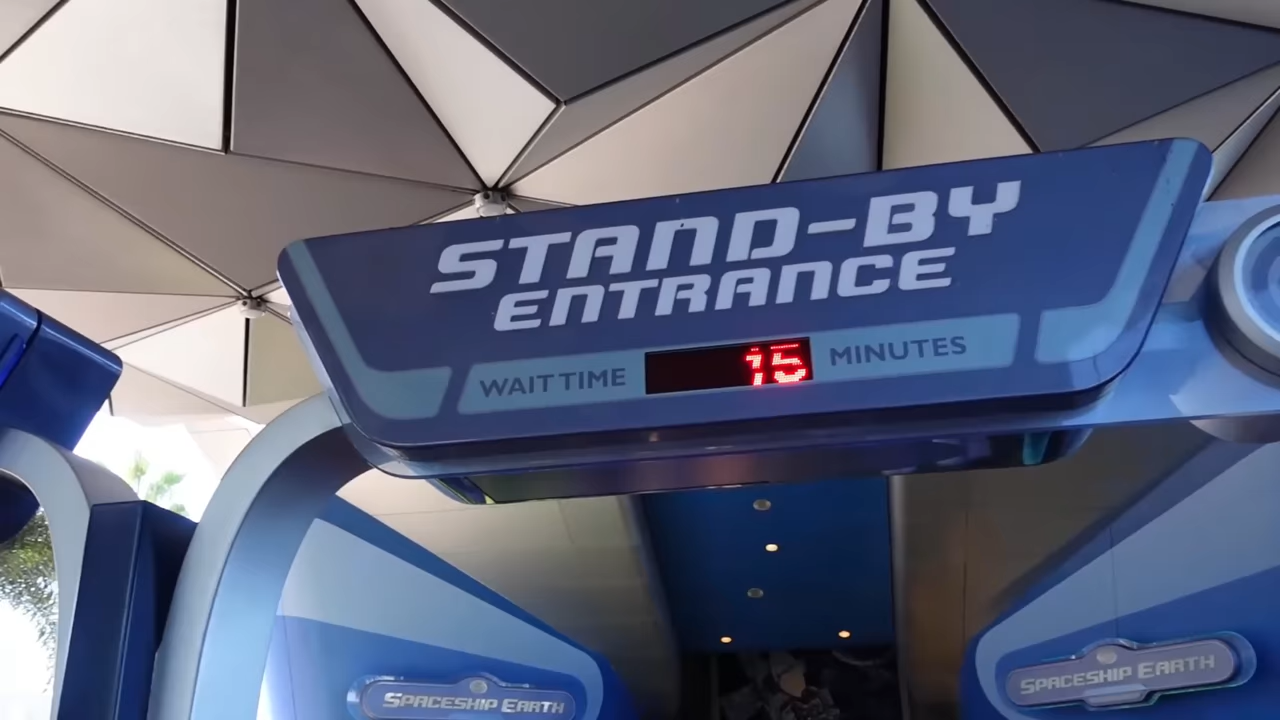 STAND-BY
ENTRANCE
WAIT TIME 15 MINUTES
SPACESHIP EARTH
SPACESHIP EARTH